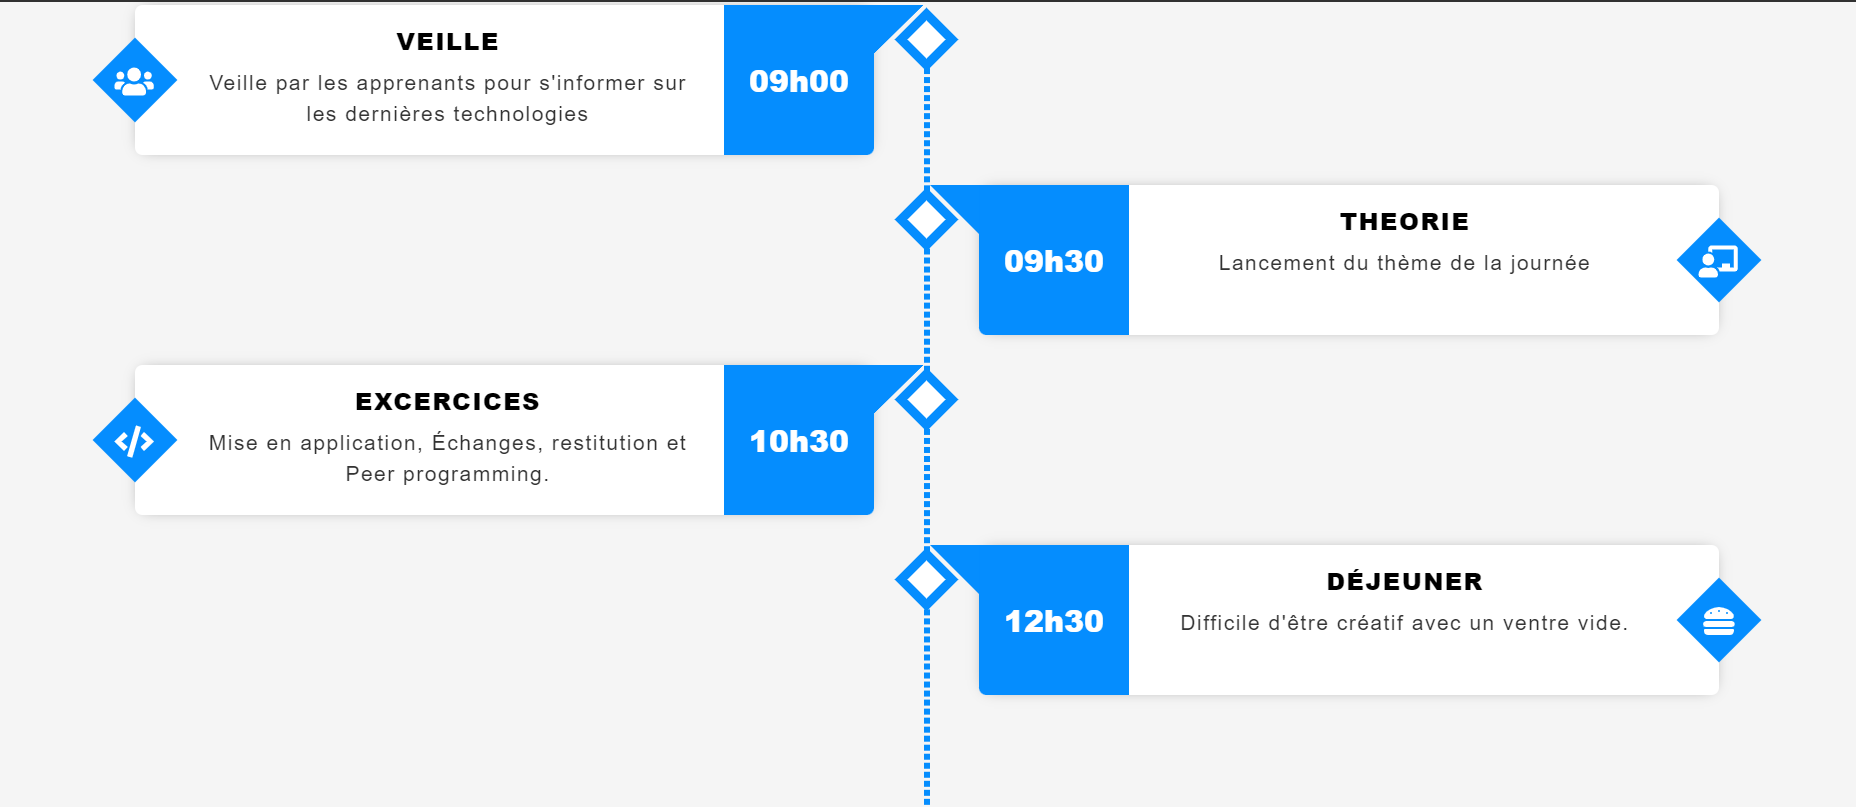 VEILLE
Veille par les apprenants pour s'informer sur
les dernières technologies
09h00
09h30
THEORIE
Lancement du thème de la journée
EXCERCICES
Mise en application, Échanges, restitution et
Peer programming.
10h30
12h30
DÉJEUNER
Difficile d'être créatif avec un ventre vide.